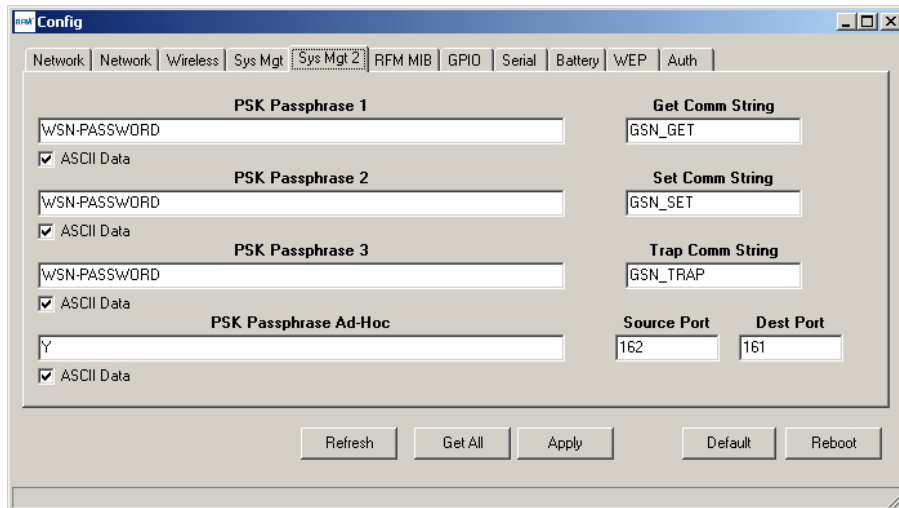 RFM Config
Network Network Wireless Sys Mgt Sys Mgt 2 RFM MIB GPIO Serial Battery WEP Auth
PSK Passphrase 1 Get Comm String
WSN-PASSWORD GSN_GET
ASCII Data
PSK Passphrase 2 Set Comm String
WSN-PASSWORD GSN_SET
ASCII Data
PSK Passphrase 3 Trap Comm String
WSN-PASSWORD GSN_TRAP
ASCII Data
PSK Passphrase Ad-Hoc Source Port Dest Port
Y 162 161
ASCII Data
Refresh Get All Apply Default Reboot